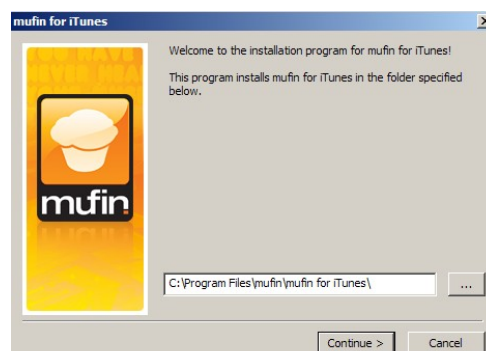 mufin for iTunes
Welcome to the installation program for mufin for iTunes!
This program installs mufin for iTunes in the folder specified
below.
mufin
C:\Program Files\mufin\mufin for iTunes\
...
Continue >
Cancel